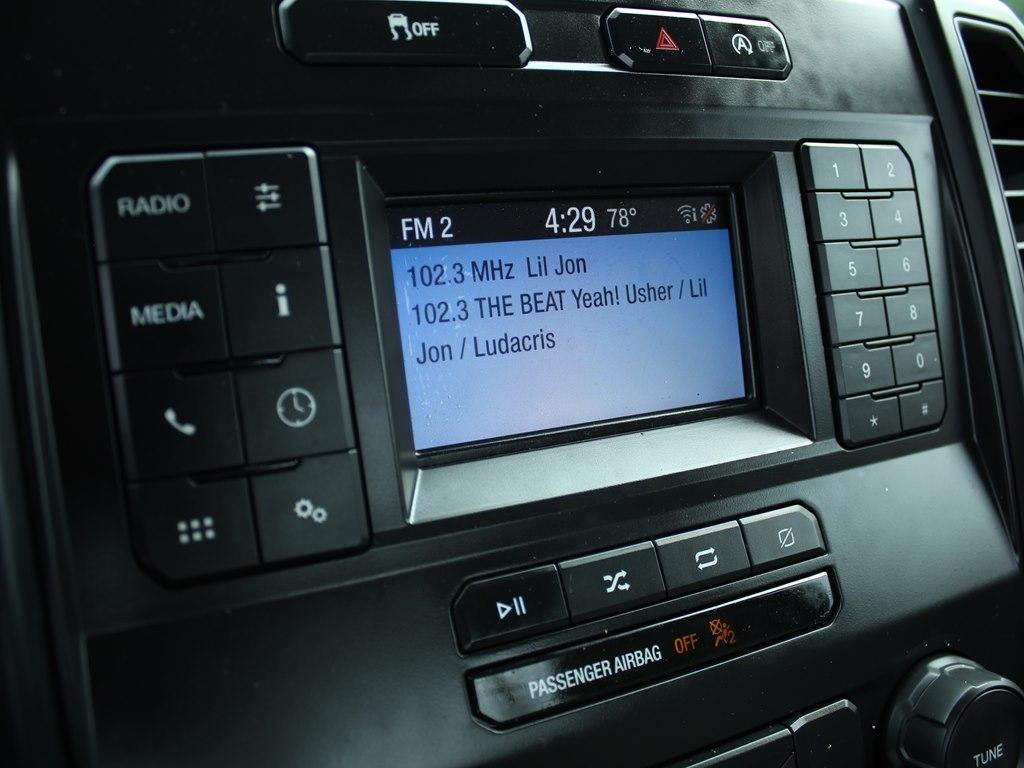 OFF
OFF
RADIO
MEDIA
FM 2 4:29 78°
102.3 MHz Lil Jon
102.3 THE BEAT Yeah! Usher / Lil
Jon / Ludacris
1 2
3 4
5 6
7 8
9 0
* #
PASSENGER AIRBAG OFF
TUNE